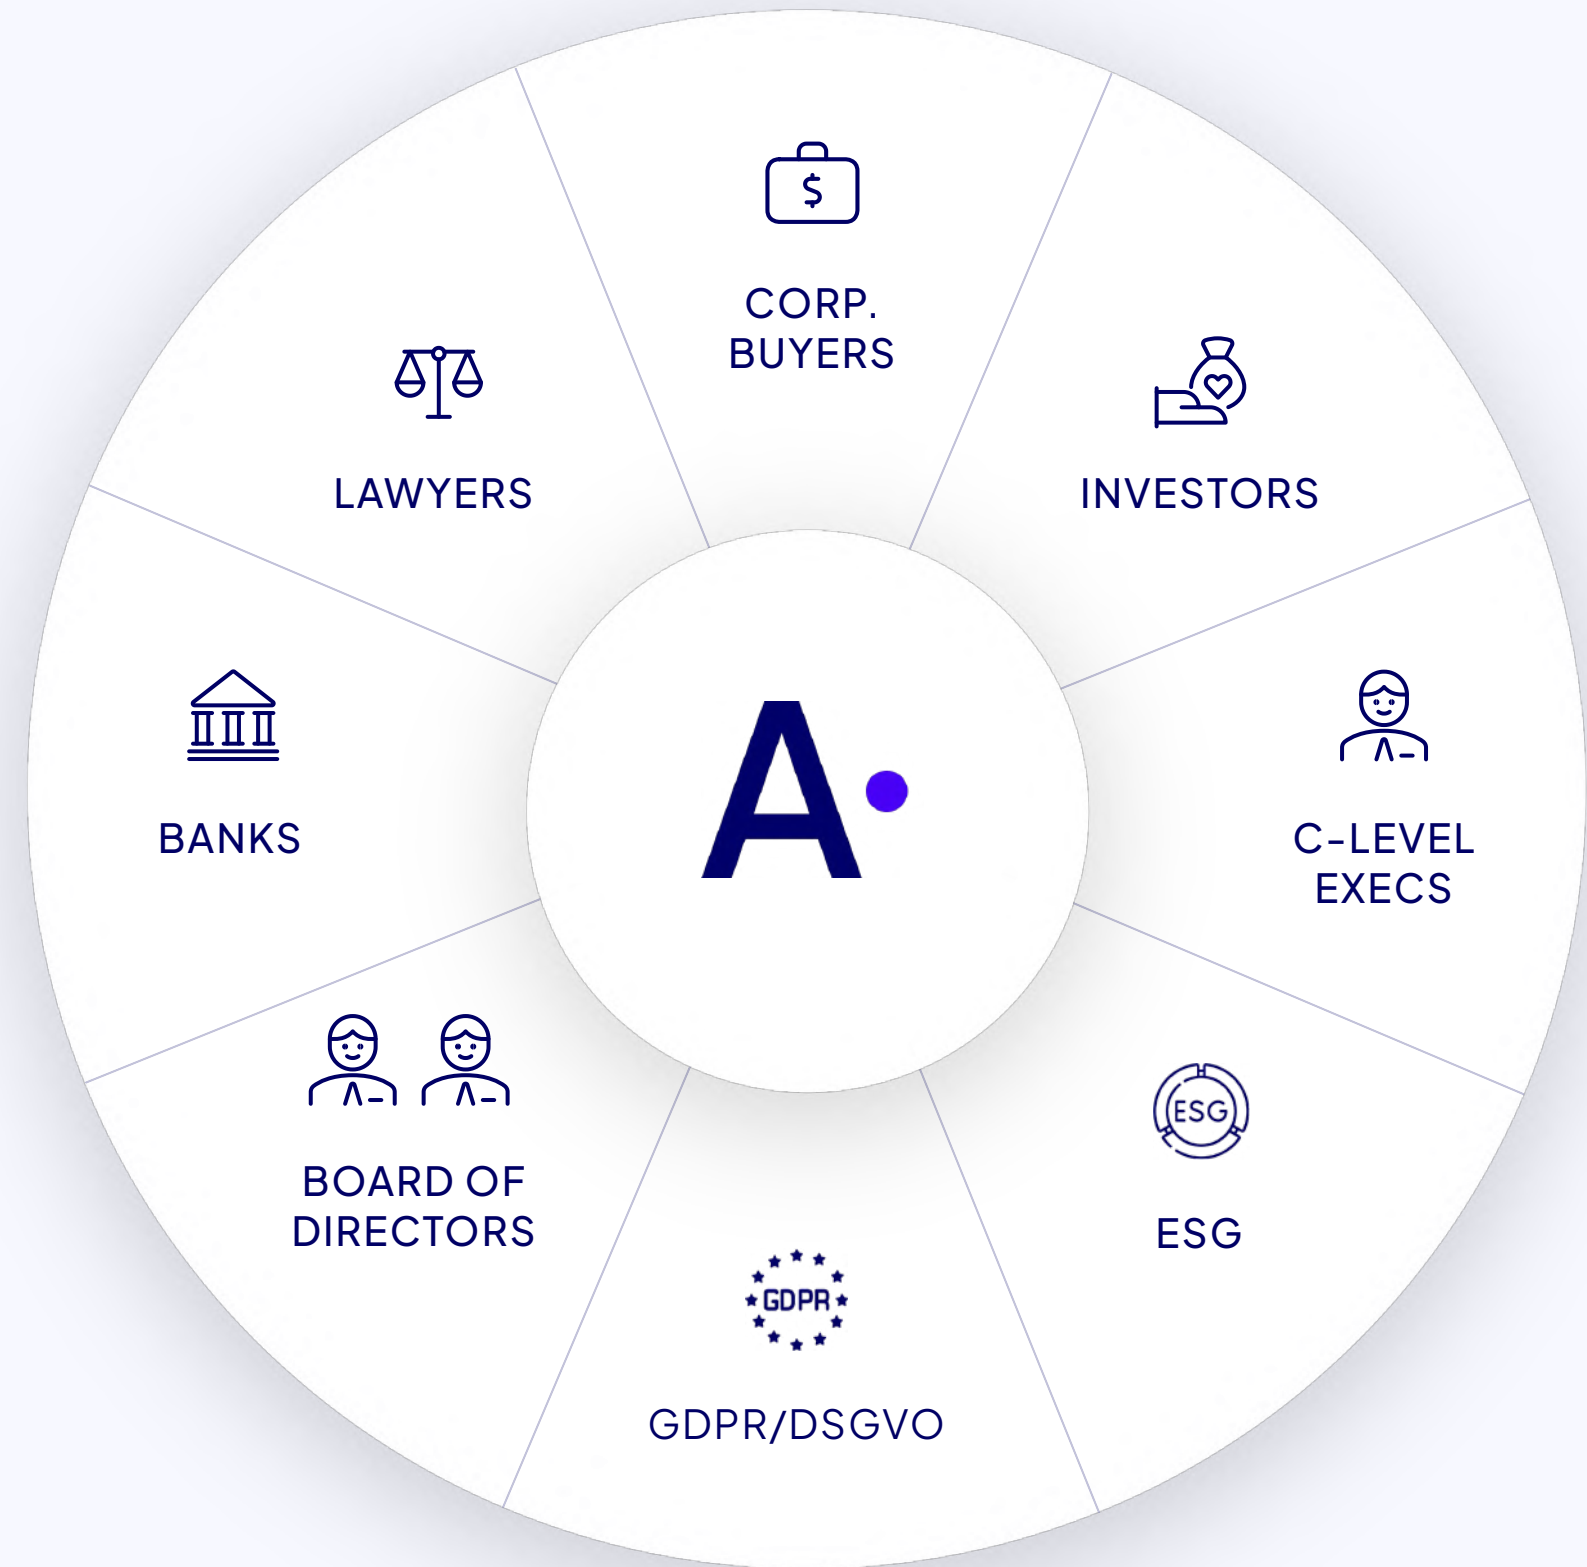 CORP.
BUYERS
LAWYERS
INVESTORS
A
BANKS
C-LEVEL
EXECS
ESG
BOARD OF
DIRECTORS
ESG
GDPR
GDPR/DSGVO